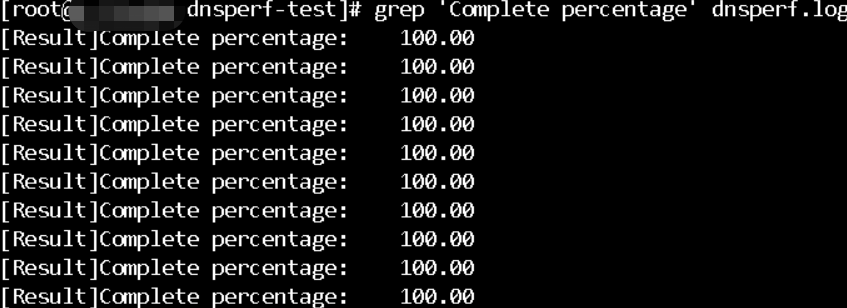 [root@ dnsperf-test]# grep 'Complete percentage' dnsperf.log
[Result]Complete percentage:    100.00
[Result]Complete percentage:    100.00
[Result]Complete percentage:    100.00
[Result]Complete percentage:    100.00
[Result]Complete percentage:    100.00
[Result]Complete percentage:    100.00
[Result]Complete percentage:    100.00
[Result]Complete percentage:    100.00
[Result]Complete percentage:    100.00
[Result]Complete percentage:    100.00